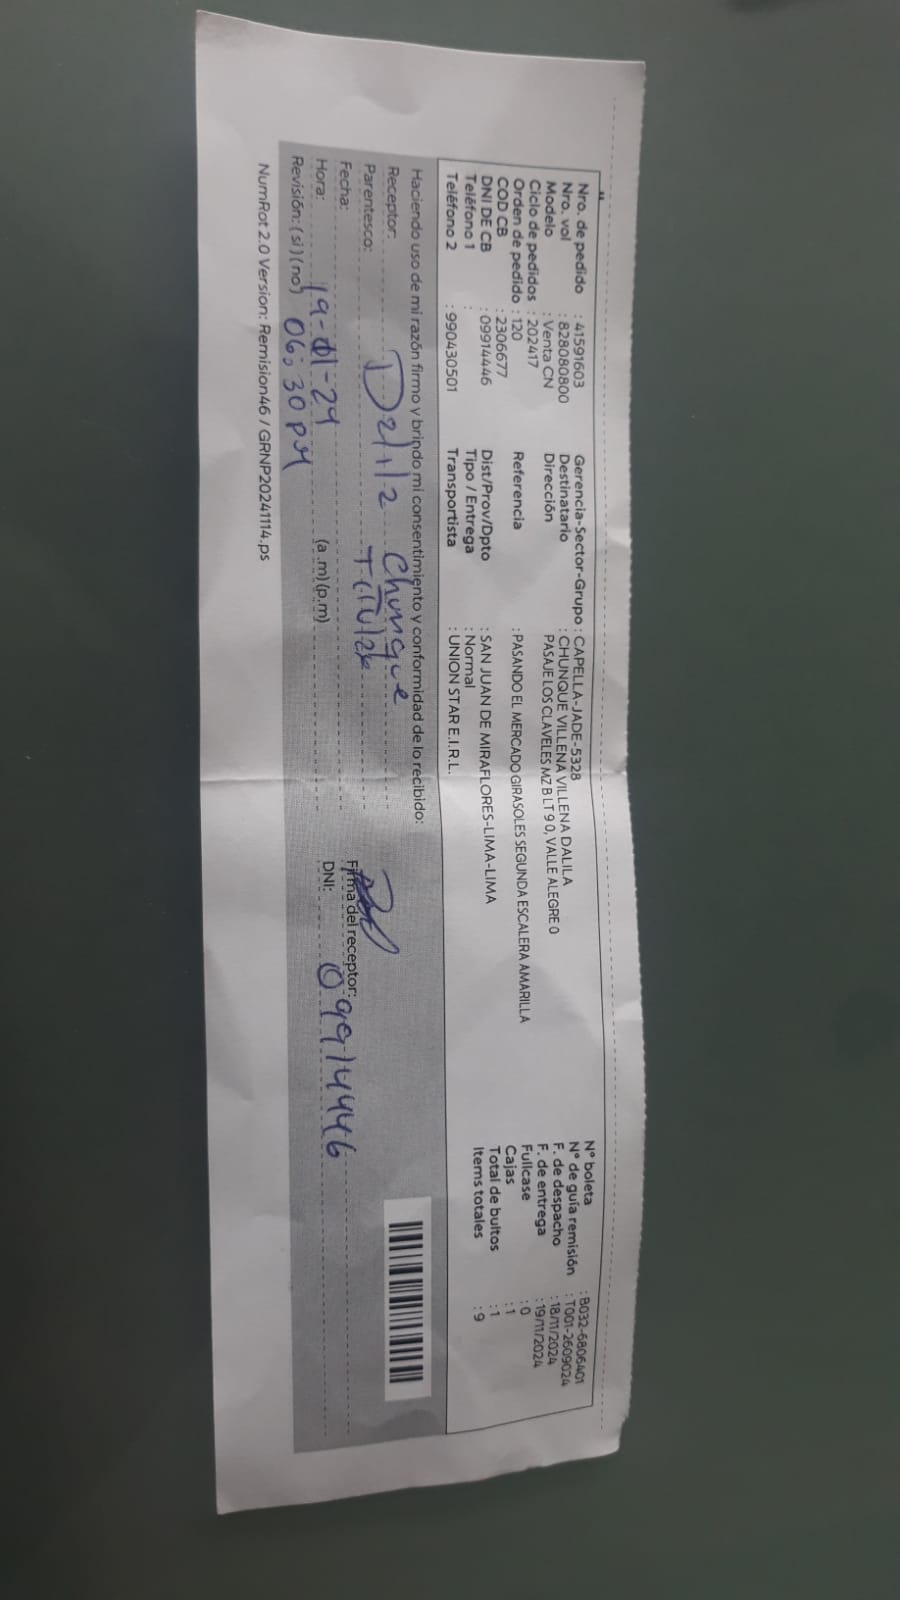 Nro. de pedido : 41591603
Nro. vol : 828080800
Modelo : Venta CN
Ciclo de pedidos : 202417
Orden de pedido : 120
COD CB : 2306677
DNI DE CB : 09914446
Teléfono 1 :
Teléfono 2 : 990430501
Gerencia-Sector-Grupo : CAPELLA-JADE-5328
Destinatario : CHUNQUE VILLENA VILLENA DALILA
Dirección PASAJE LOS CLAVELES MZ B LT 9 0, VALLE ALEGRE 0
Referencia : PASANDO EL MERCADO GIRASOLES SEGUNDA ESCALERA AMARILLA
Dist/Prov/Dpto : SAN JUAN DE MIRAFLORES-LIMA-LIMA
Tipo / Entrega : Normal
Transportista : UNION STAR E.I.R.L.
N° boleta : B032-6806401
N° de guía remisión : T001-2609024
F. de despacho : 18/11/2024
F. de entrega : 19/11/2024
Fullcase : 0
Cajas : 1
Total de bultos : 1
Items totales : 9
Haciendo uso de mi razón firmo y brindo mi consentimiento y conformidad de lo recibido:
Receptor: Chunque
Parentesco: Titular
Fecha:
Hora: (a .m)(p.m)
Revisión: (si)(no) 06:30 PM
Firma del receptor:
DNI: 09914446
NumRot 2.0 Version: Remision46 / GRNP20241114.ps